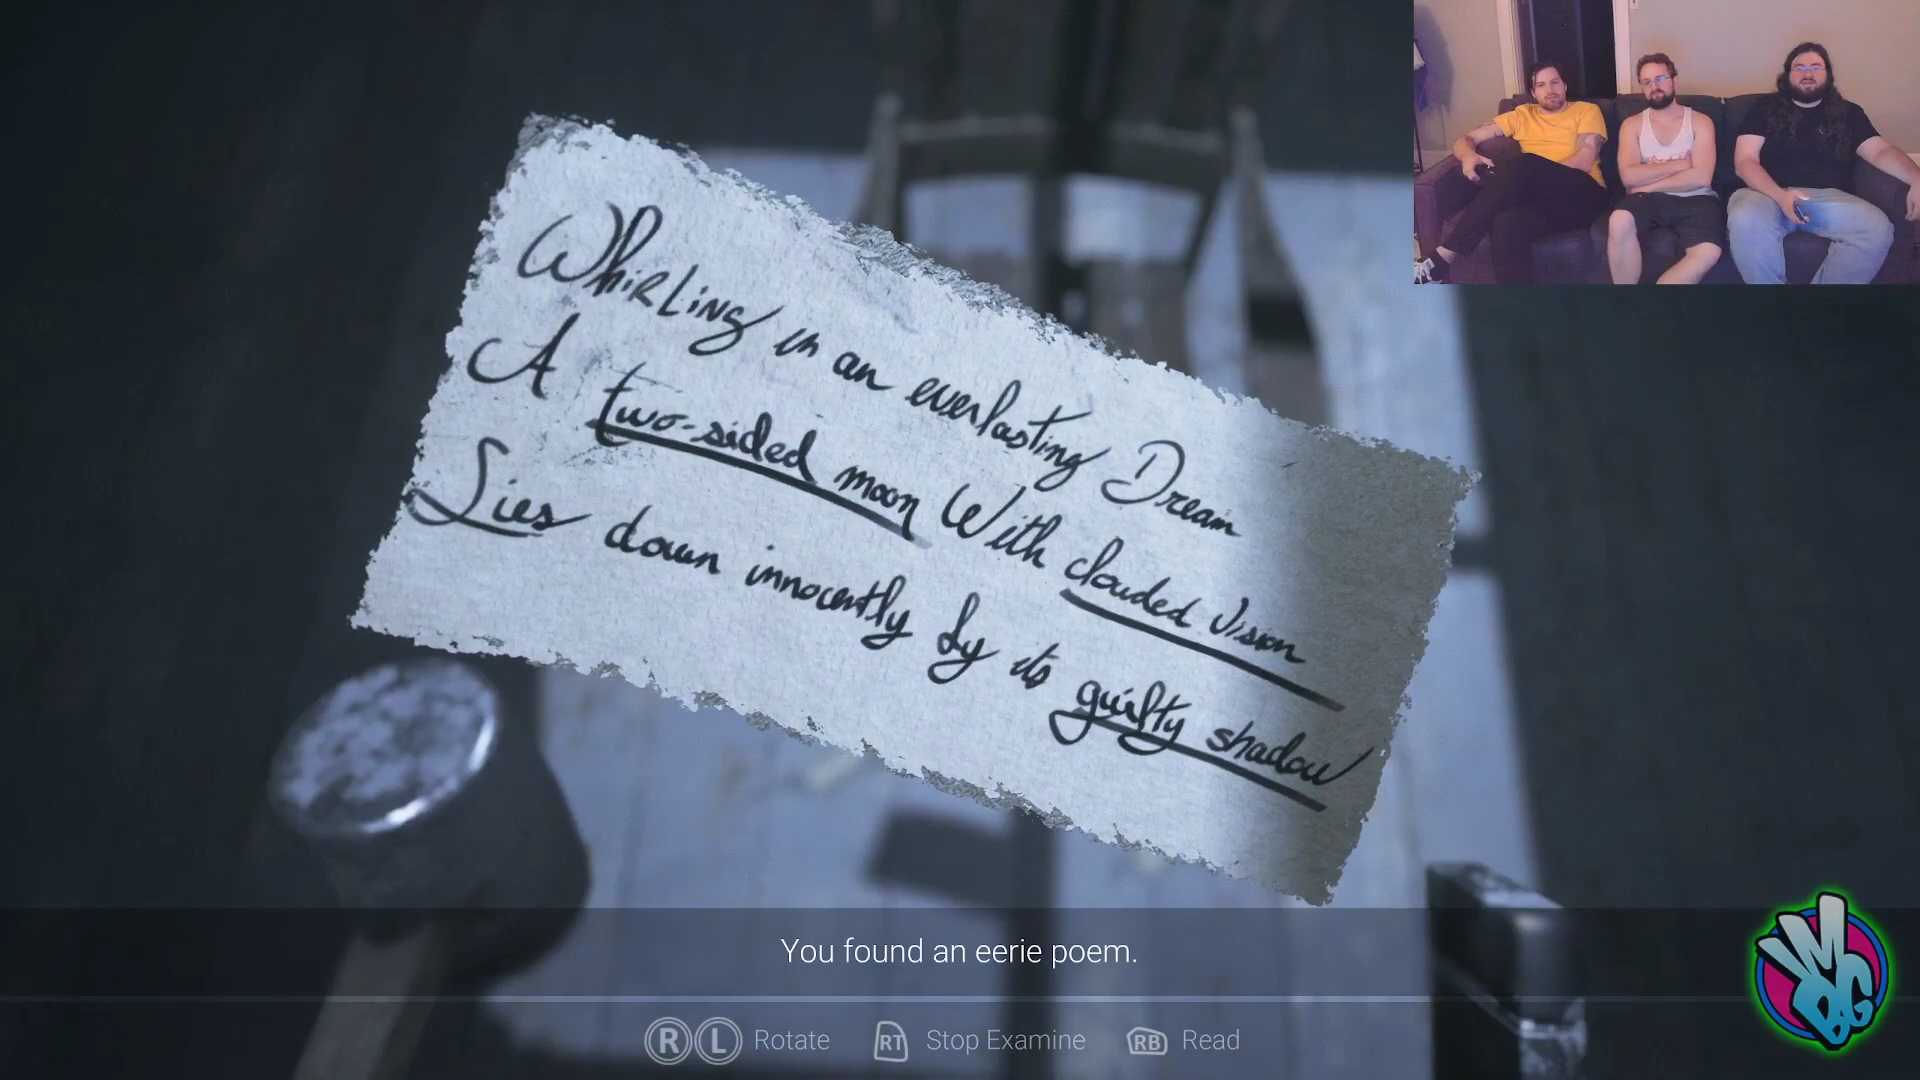 WhiRLing in an everlasting Dream
A two-sided moon With clouded Vision
Lies down innocently by its guilty shadow
You found an eerie poem.
R L Rotate RT Stop Examine RB Read